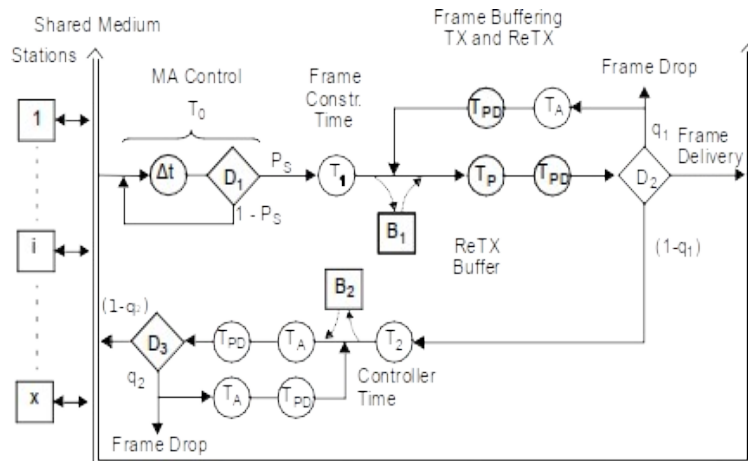 Shared Medium
Stations
MA Control
T0
Frame
Constr.
Time
Frame Buffering
TX and ReTX
Frame Drop
TPD
TA
q1
Frame
Delivery
1
Δt
D1
PS
T1
TP
TPD
D2
1 - PS
B1
ReTX
Buffer
(1-q1)
i
B2
(1-q2)
D3
TPD
TA
T2
q2
TA
TPD
Controller
Time
x
Frame Drop